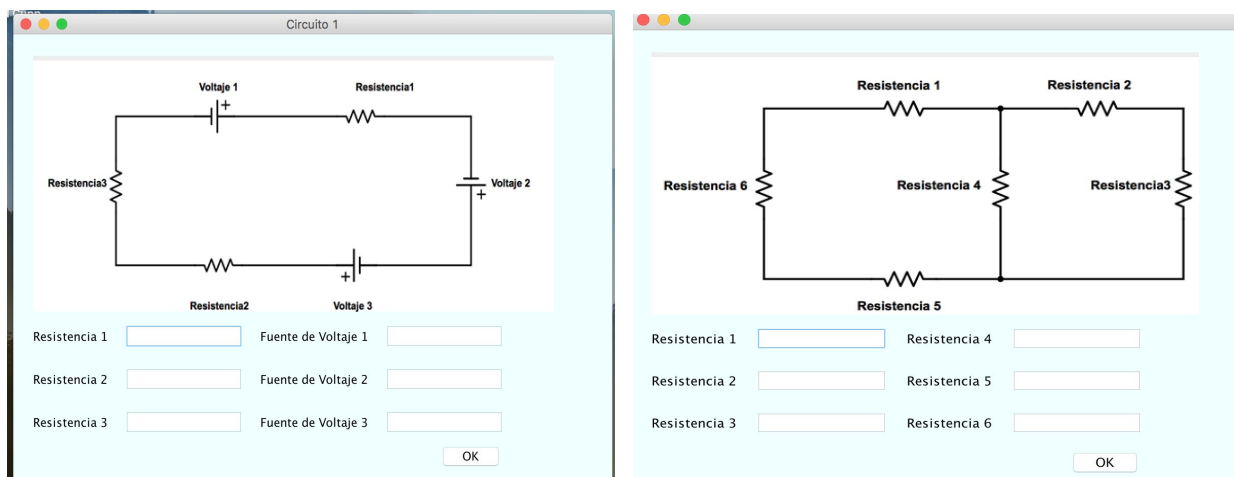 Circuito 1
Voltaje 1
Resistencia1
+
Resistencia3
Voltaje 2
+
+
Resistencia2
Voltaje 3
Resistencia 1
Fuente de Voltaje 1
Resistencia 2
Fuente de Voltaje 2
Resistencia 3
Fuente de Voltaje 3
OK
Resistencia 1
Resistencia 2
Resistencia 6
Resistencia 4
Resistencia3
Resistencia 5
Resistencia 1
Resistencia 4
Resistencia 2
Resistencia 5
Resistencia 3
Resistencia 6
OK